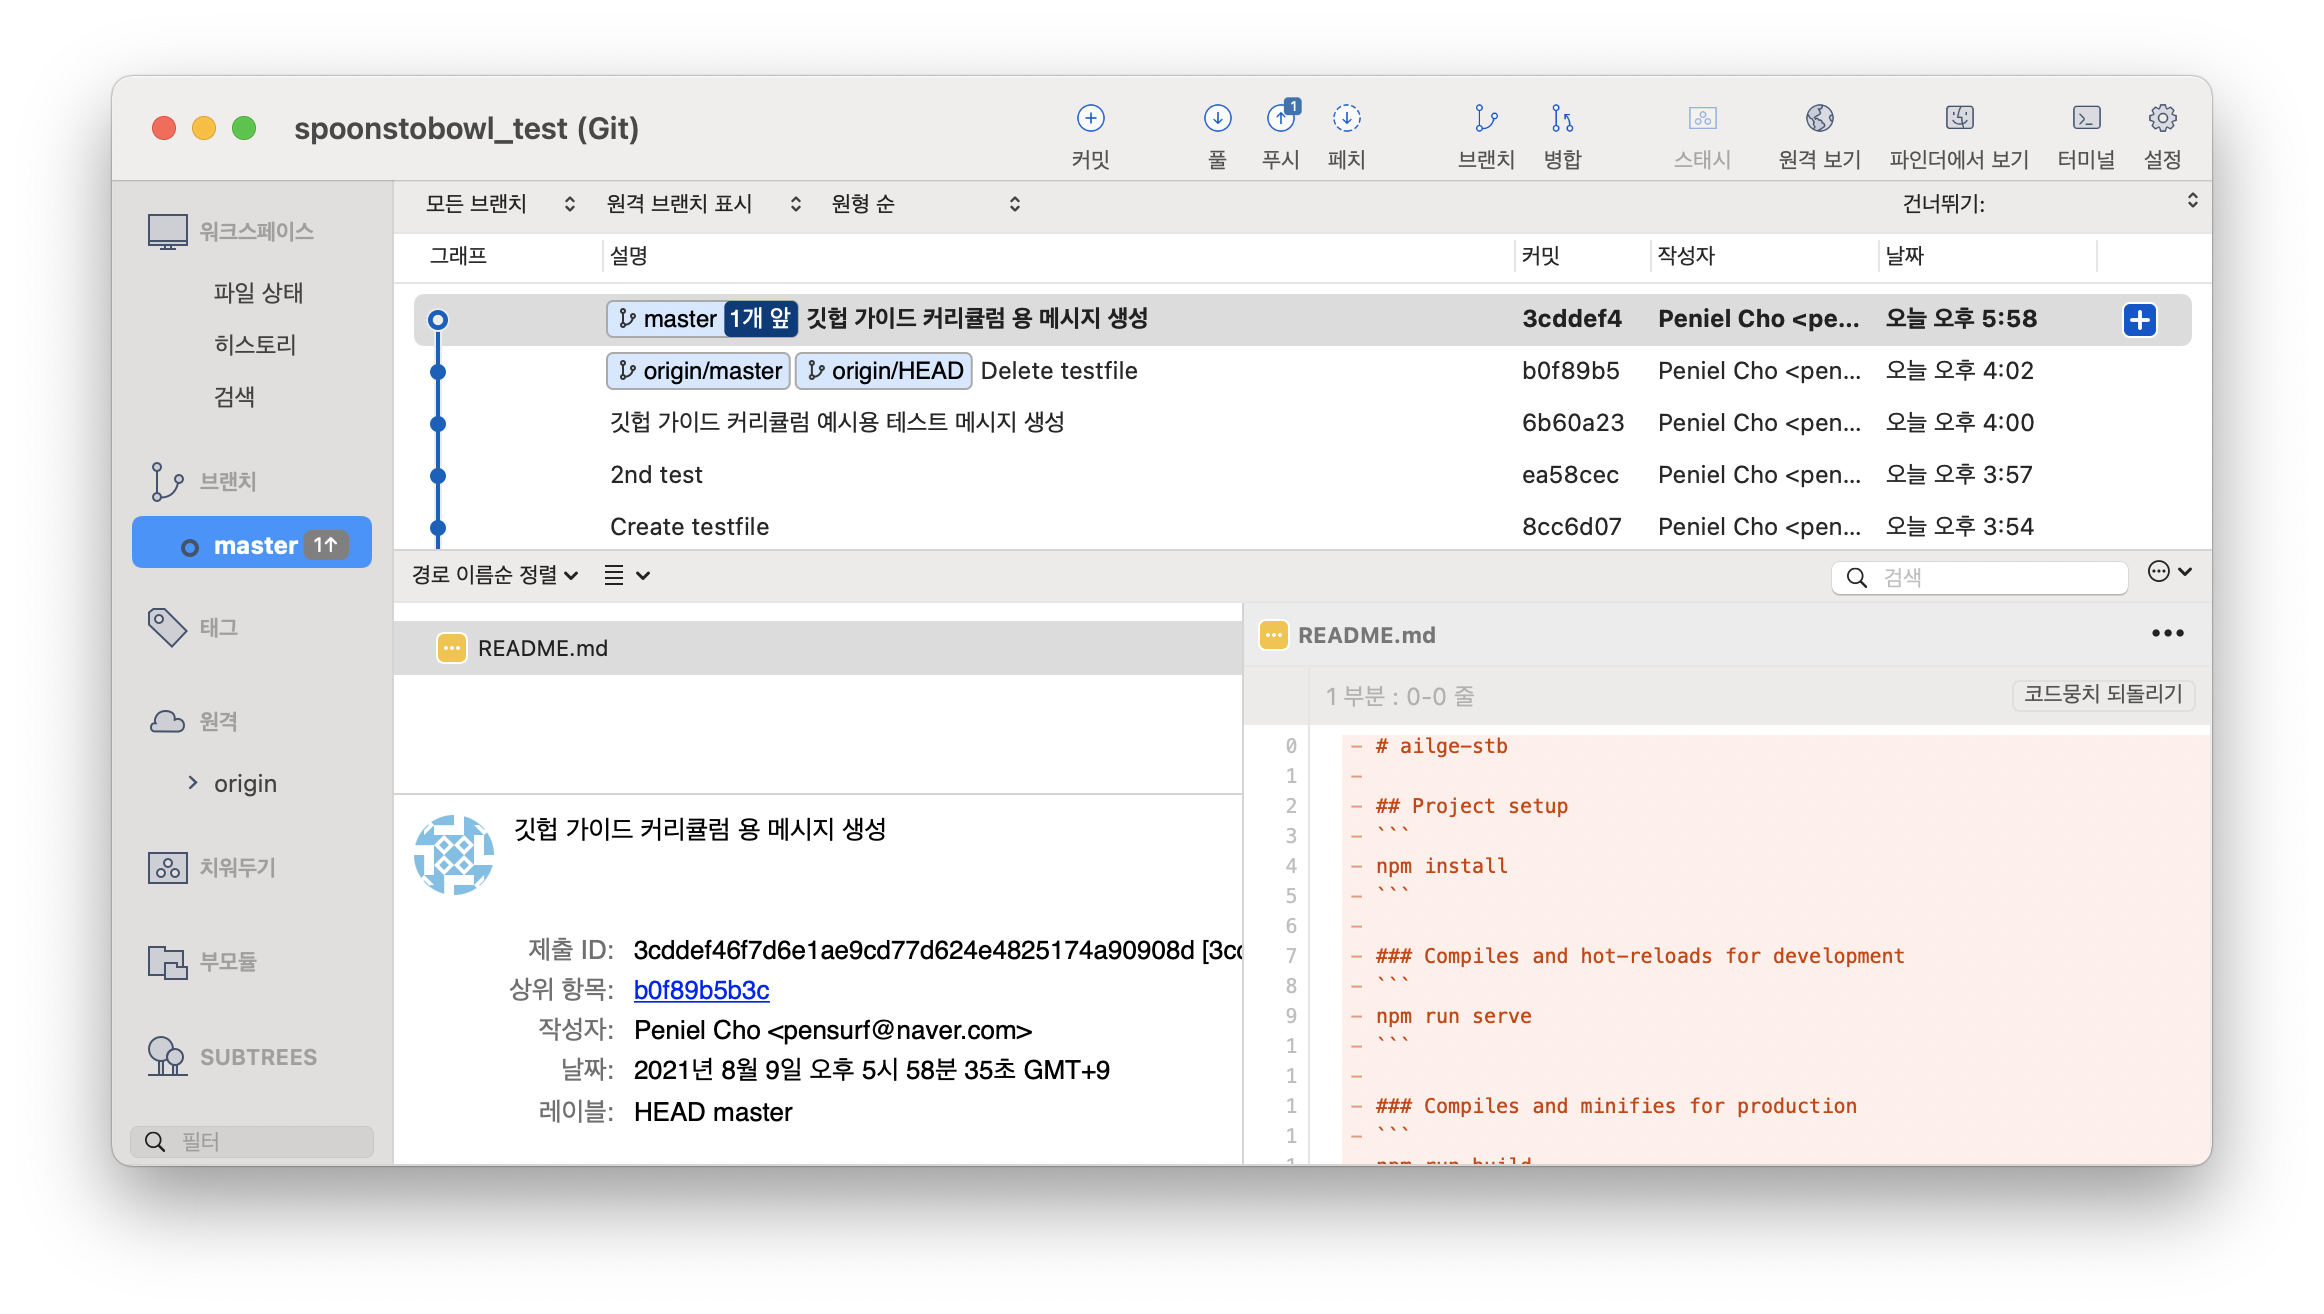 spoonstobowl_test (Git)
커밋
풀
1
푸시
페치
브랜치
병합
스태시
원격 보기
파인더에서 보기
터미널
설정
워크스페이스
파일 상태
히스토리
검색
브랜치
master 1↑
태그
원격
origin
치워두기
부모듈
SUBTREES
필터
모든 브랜치 원격 브랜치 표시 원형 순 건너뛰기:
그래프 설명 커밋 작성자 날짜
master 1개 앞 깃헙 가이드 커리큘럼 용 메시지 생성 3cddef4 Peniel Cho <pe... 오늘 오후 5:58
origin/master origin/HEAD Delete testfile b0f89b5 Peniel Cho <pen... 오늘 오후 4:02
깃헙 가이드 커리큘럼 예시용 테스트 메시지 생성 6b60a23 Peniel Cho <pen... 오늘 오후 4:00
2nd test ea58cec Peniel Cho <pen... 오늘 오후 3:57
Create testfile 8cc6d07 Peniel Cho <pen... 오늘 오후 3:54
경로 이름순 정렬 검색
README.md
깃헙 가이드 커리큘럼 용 메시지 생성
제출 ID: 3cddef46f7d6e1ae9cd77d624e4825174a90908d [3cd
상위 항목: b0f89b5b3c
작성자: Peniel Cho <pensurf@naver.com>
날짜: 2021년 8월 9일 오후 5시 58분 35초 GMT+9
레이블: HEAD master
README.md
1 부분 : 0-0 줄 코드뭉치 되돌리기
0 - # ailge-stb
1 -
2 - ## Project setup
3 - ```
4 - npm install
5 - ```
6 -
7 - ### Compiles and hot-reloads for development
8 - ```
9 - npm run serve
1 - ```
1 -
1 - ### Compiles and minifies for production
1 - ```
1 npm run build